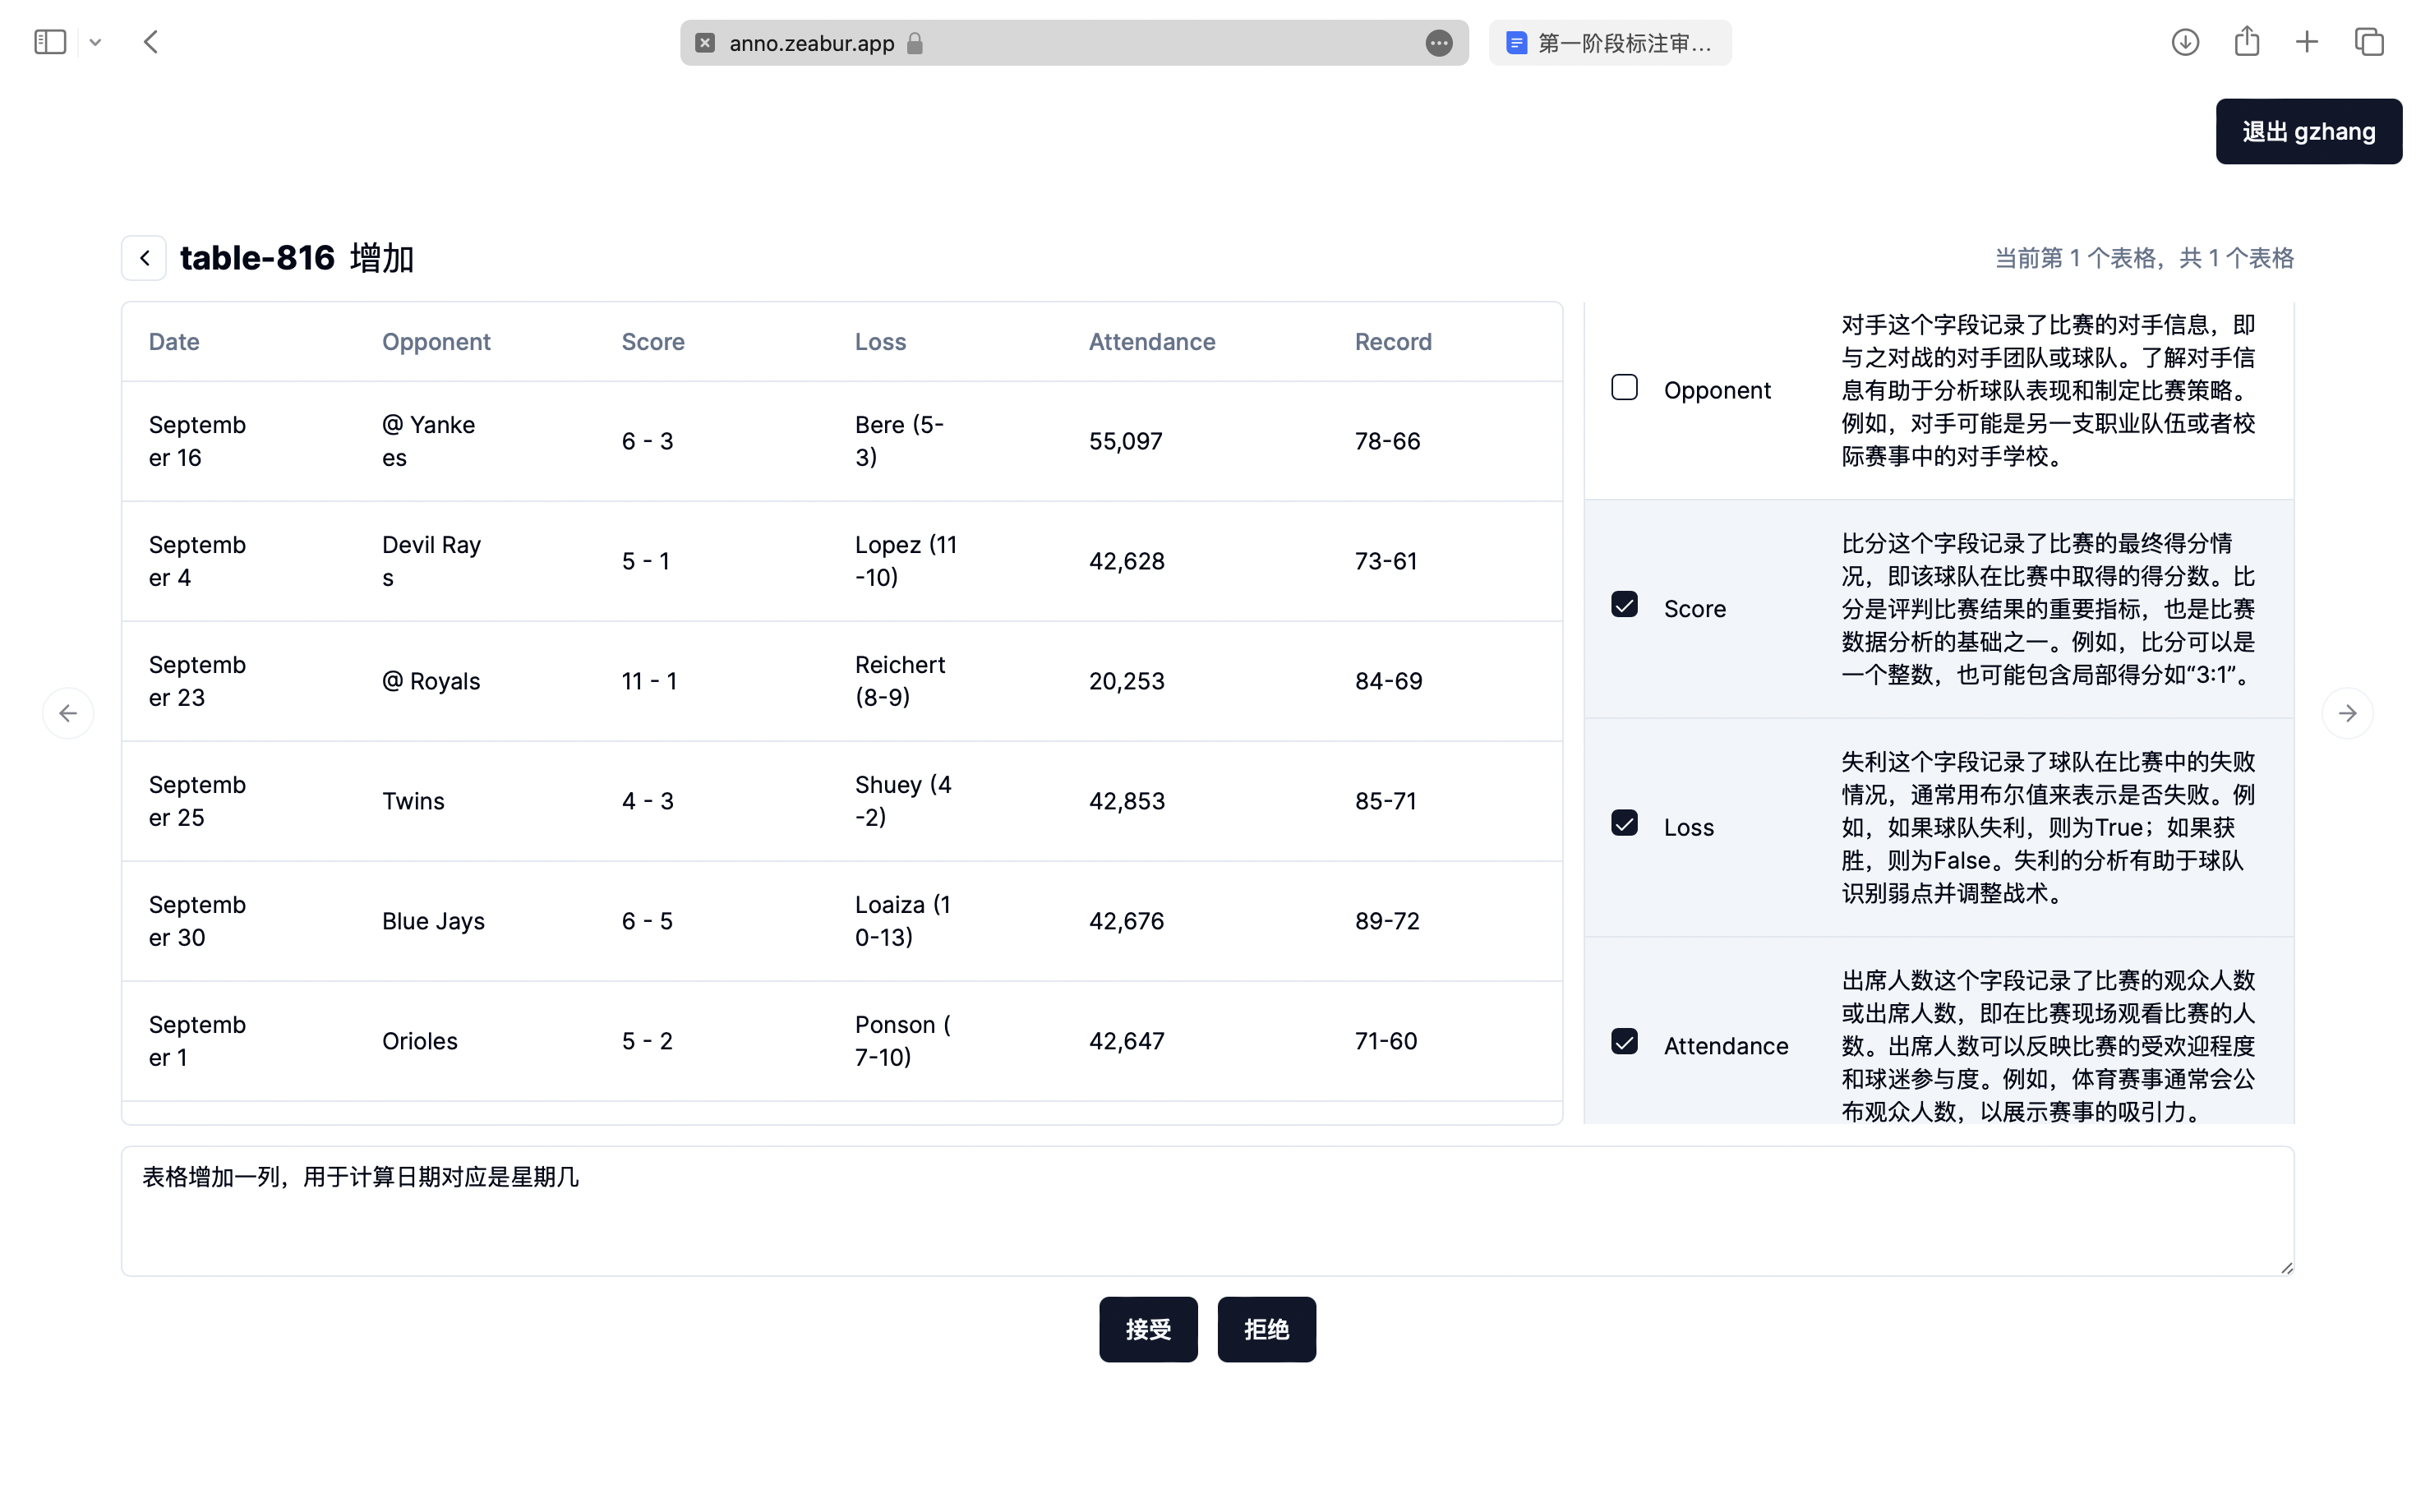 anno.zeabur.app
第一阶段标注审...
退出 gzhang
table-816 增加
当前第 1 个表格，共 1 个表格
Date Opponent Score Loss Attendance Record
Septemb
er 16
@ Yanke
es
6 - 3
Bere (5-
3)
55,097
78-66
Septemb
er 4
Devil Ray
s
5 - 1
Lopez (11
-10)
42,628
73-61
Septemb
er 23
@ Royals
11 - 1
Reichert
(8-9)
20,253
84-69
Septemb
er 25
Twins
4 - 3
Shuey (4
-2)
42,853
85-71
Septemb
er 30
Blue Jays
6 - 5
Loaiza (1
0-13)
42,676
89-72
Septemb
er 1
Orioles
5 - 2
Ponson (
7-10)
42,647
71-60
Opponent
对手这个字段记录了比赛的对手信息，即
与之对战的对手团队或球队。了解对手信
息有助于分析球队表现和制定比赛策略。
例如，对手可能是另一支职业队伍或者校
际赛事中的对手学校。
Score
比分这个字段记录了比赛的最终得分情
况，即该球队在比赛中取得的得分数。比
分是评判比赛结果的重要指标，也是比赛
数据分析的基础之一。例如，比分可以是
一个整数，也可能包含局部得分如“3:1”。
Loss
失利这个字段记录了球队在比赛中的失败
情况，通常用布尔值来表示是否失败。例
如，如果球队失利，则为True；如果获
胜，则为False。失利的分析有助于球队
识别弱点并调整战术。
Attendance
出席人数这个字段记录了比赛的观众人数
或出席人数，即在比赛现场观看比赛的人
数。出席人数可以反映比赛的受欢迎程度
和球迷参与度。例如，体育赛事通常会公
布观众人数，以展示赛事的吸引力。
表格增加一列，用于计算日期对应是星期几
接受
拒绝